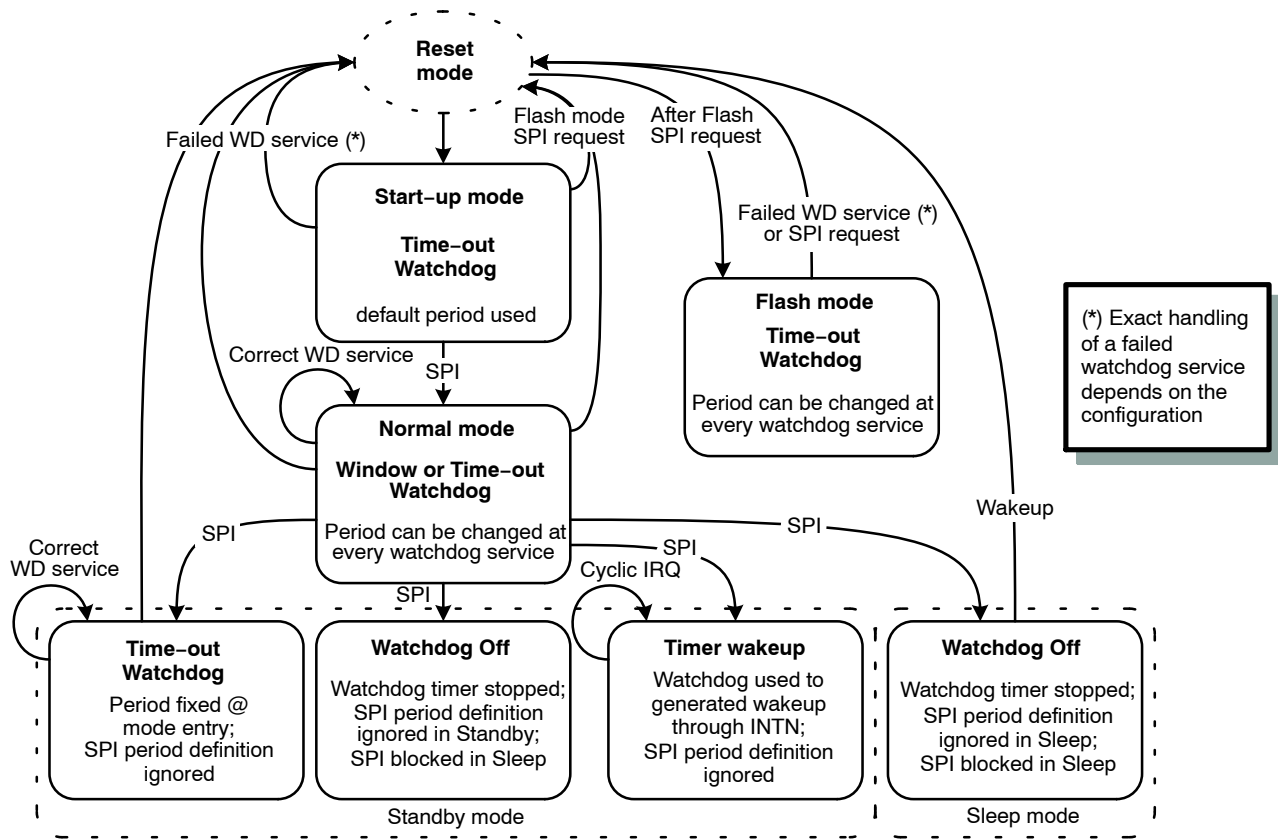 Reset
mode
Failed WD service (*)
Flash mode
SPI request
After Flash
SPI request
Start−up mode
Time−out
Watchdog
default period used
Failed WD service (*)
or SPI request
Flash mode
Time−out
Watchdog
Period can be changed at
every watchdog service
(*) Exact handling
of a failed
watchdog service
depends on the
configuration
Correct WD service
SPI
Normal mode
Window or Time−out
Watchdog
Period can be changed at
every watchdog service
Wakeup
SPI
SPI
SPI
SPI
Correct
WD service
Cyclic IRQ
Time−out
Watchdog
Period fixed @
mode entry;
SPI period definition
ignored
Watchdog Off
Watchdog timer stopped;
SPI period definition
ignored in Standby;
SPI blocked in Sleep
Timer wakeup
Watchdog used to
generated wakeup
through INTN;
SPI period definition
ignored
Watchdog Off
Watchdog timer stopped;
SPI period definition
ignored in Sleep;
SPI blocked in Sleep
Standby mode
Sleep mode